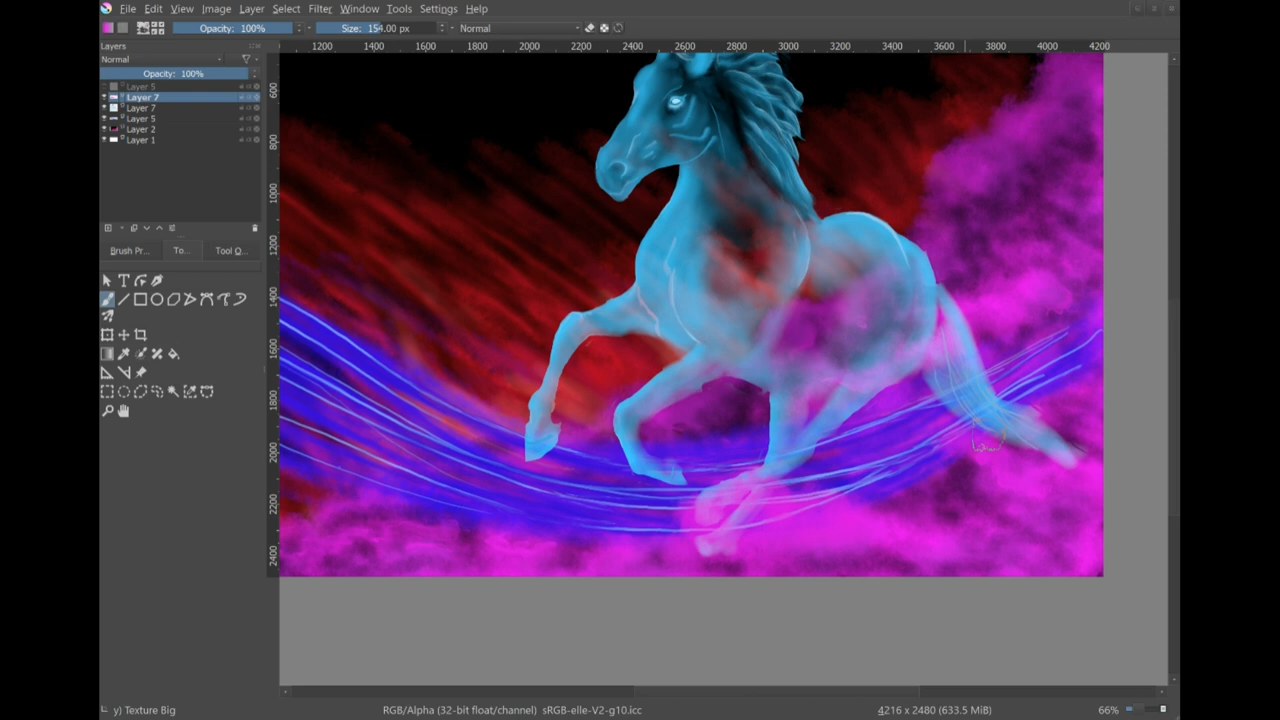 File Edit View Image Layer Select Filter Window Tools Settings Help
Opacity: 100% Size: 154.00 px Normal
Layers
Normal
Opacity: 100%
Layer 5
Layer 7
Layer 7
Layer 5
Layer 2
Layer 1
Brush Pr... To... Tool O...
1200 1400 1600 1800 2000 2200 2400 2600 2800 3000 3200 3400 3600 3800 4000 4200
600
800
1000
1200
1400
1600
1800
2000
2200
2400
y) Texture Big RGB/Alpha (32-bit float/channel) sRGB-elle-V2-g10.icc 4216 x 2480 (633.5 MiB) 66%